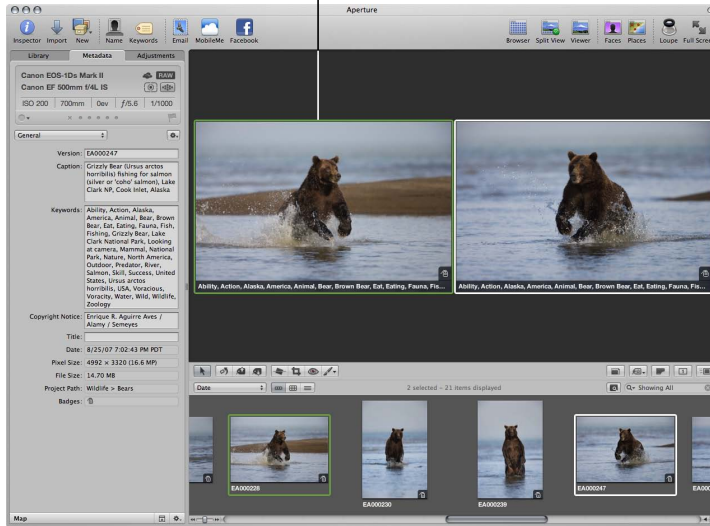 Aperture
Inspector Import New Name Keywords Email MobileMe Facebook Browser Split View Viewer Faces Places Loupe Full Scree
Library Metadata Adjustments
Canon EOS-1Ds Mark II RAW
Canon EF 500mm f/4L IS
ISO 200 700mm 0ev f/5.6 1/1000
General
Version: EA000247
Caption: Grizzly Bear (Ursus arctos
horribilis) fishing for salmon
(silver or 'coho' salmon), Lake
Clark NP, Cook Inlet, Alaska
Keywords: Ability, Action, Alaska,
America, Animal, Bear, Brown
Bear, Eat, Eating, Fauna, Fish,
Fishing, Grizzly Bear, Lake
Clark National Park, Looking
at camera, Mammal, National
Park, Nature, North America,
Outdoor, Predator, River,
Salmon, Skill, Success, United
States, Ursus arctos
horribilis, USA, Voracious,
Voracity, Water, Wild, Wildlife,
Zoology
Copyright Notice: Enrique R. Aguirre Aves /
Alamy / Semeyes
Title:
Date: 8/25/07 7:02:43 PM PDT
Pixel Size: 4992 × 3320 (16.6 MP)
File Size: 14.70 MB
Project Path: Wildlife > Bears
Badges:
Map
Ability, Action, Alaska, America, Animal, Bear, Brown Bear, Eat, Eating, Fauna, Fis...
Ability, Action, Alaska, America, Animal, Bear, Brown Bear, Eat, Eating, Fauna, Fis...
Date 2 selected – 21 items displayed Showing All
EA000228
EA000230
EA000239
EA000247
EA000